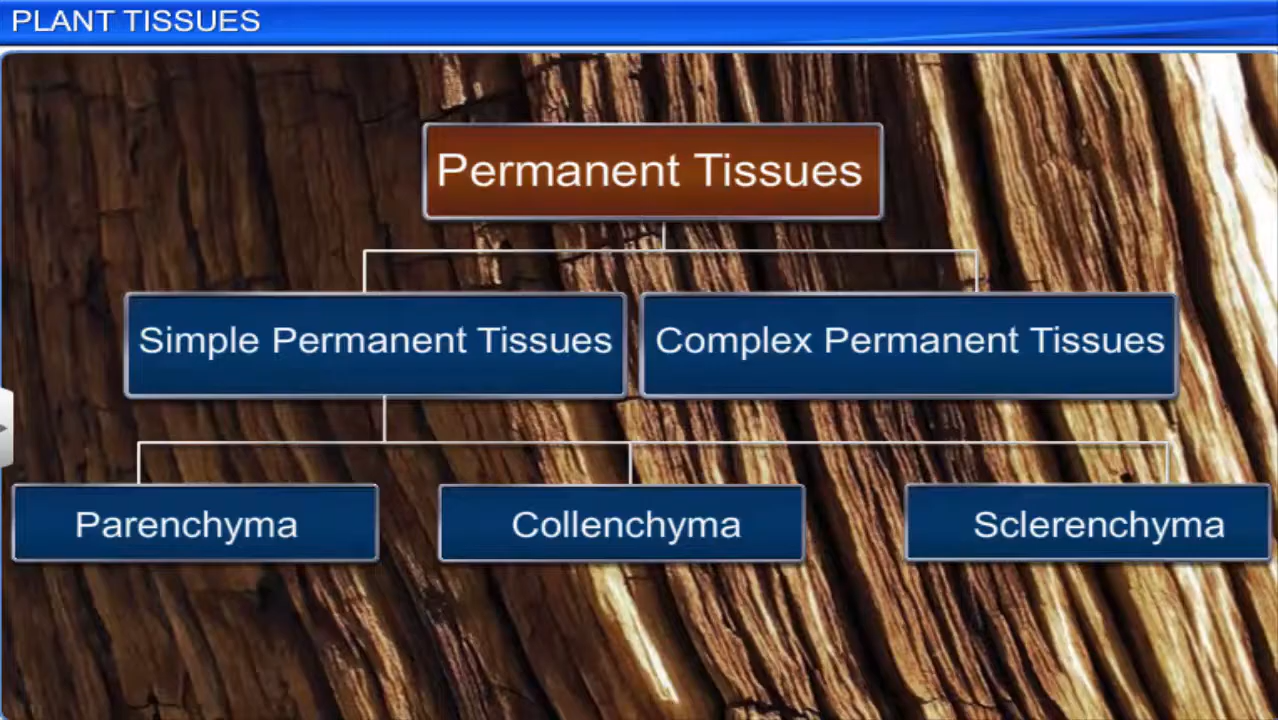 PLANT TISSUES
Permanent Tissues
Simple Permanent Tissues
Complex Permanent Tissues
Parenchyma
Collenchyma
Sclerenchyma